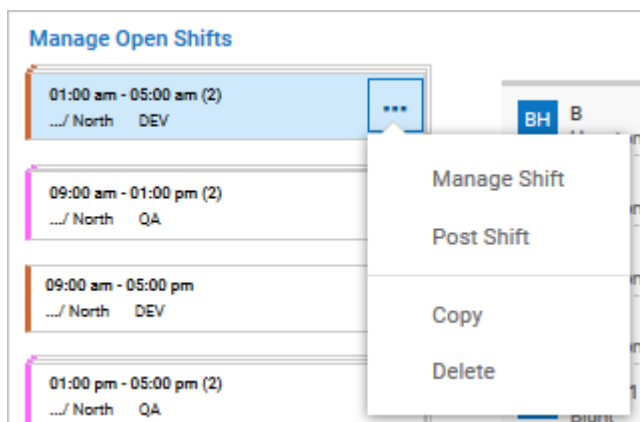 Manage Open Shifts
01:00 am - 05:00 am (2)
.../ North DEV
...
BH B
09:00 am - 01:00 pm (2)
.../ North QA
09:00 am - 05:00 pm
.../ North DEV
01:00 pm - 05:00 pm (2)
.../ North QA
Manage Shift
Post Shift
Copy
Delete